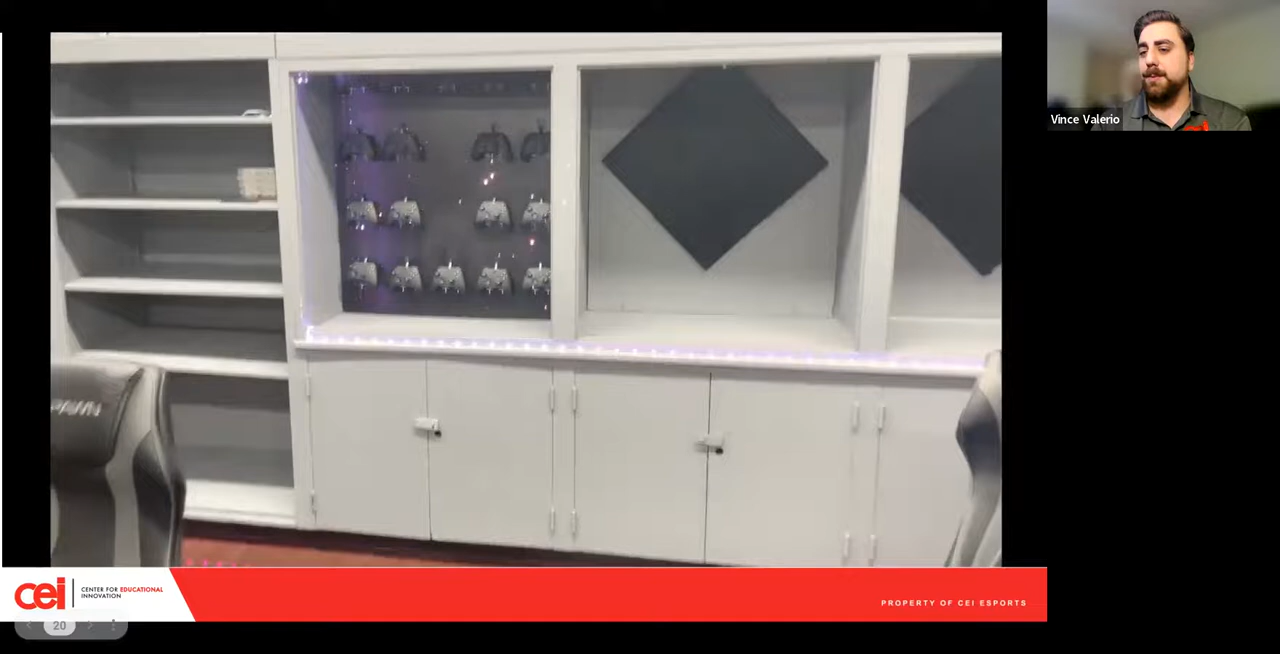 Vince Valerio
cei
CENTER FOR EDUCATIONAL
INNOVATION
PROPERTY OF CEI ESPORTS
20